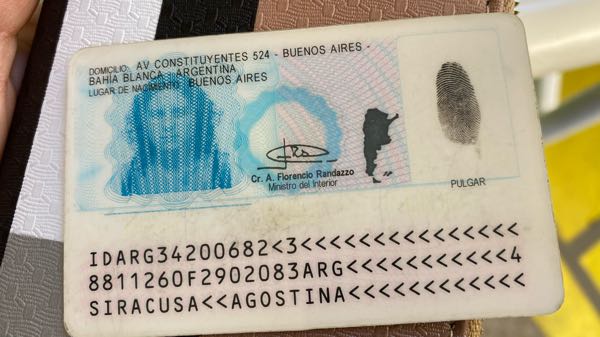 DOMICILIO: AV CONSTITUYENTES 524 - BUENOS AIRES -
BAHIA BLANCA - ARGENTINA
LUGAR DE NACIMIENTO: BUENOS AIRES
Cr. A. Florencio Randazzo
Ministro del Interior
PULGAR
IDARG34200682<3<<<<<<<<<<<<<<<
8811260F2902083ARG<<<<<<<<<<<4
SIRACUSA<<AGOSTINA<<<<<<<<<<<<